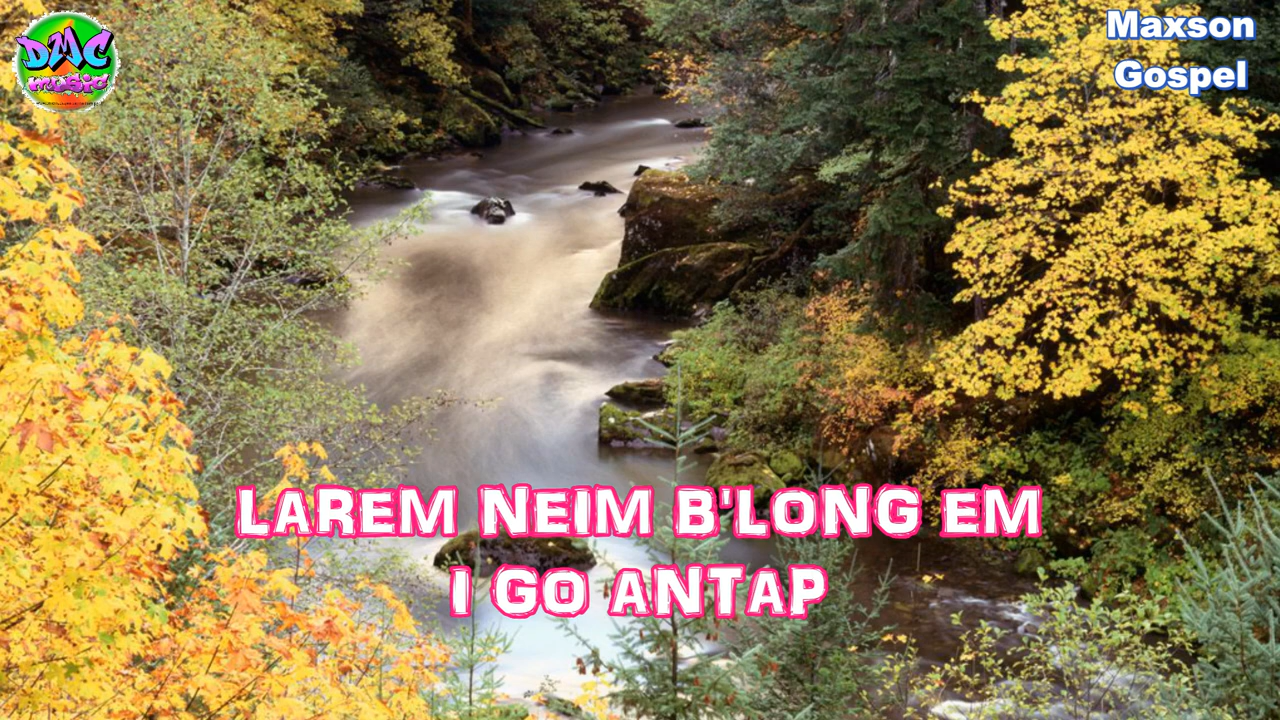 DMC
music
Maxson
Gospel
LAREM NEIM B'LONG EM
I GO ANTAP